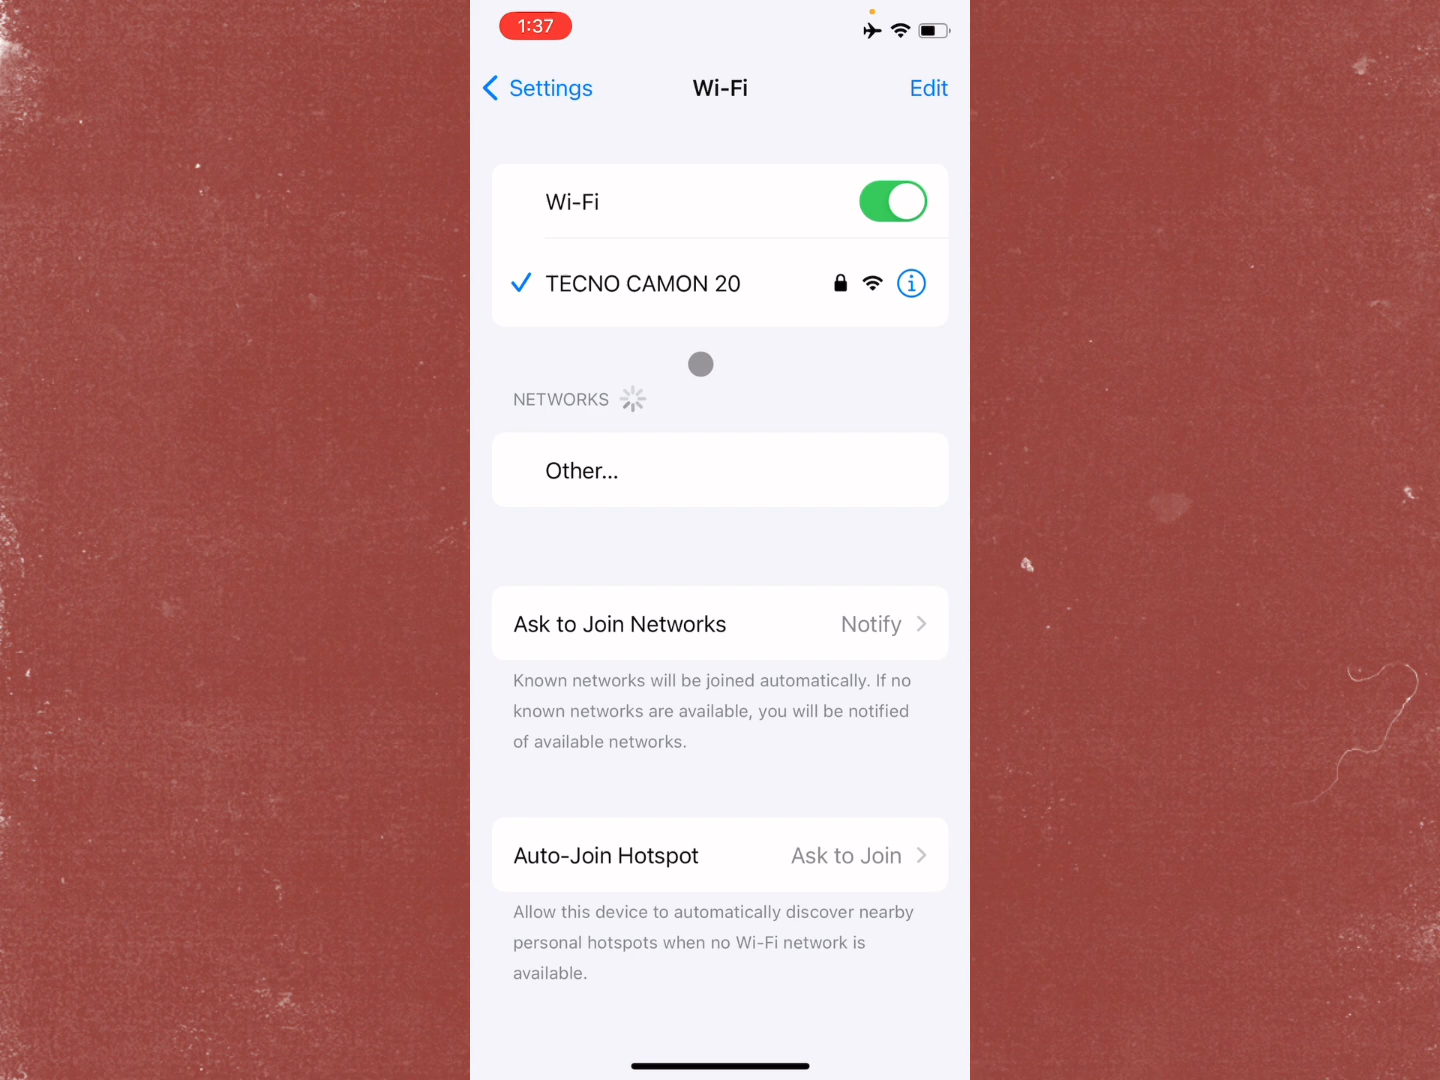 1:37
Settings
Wi-Fi
Edit
Wi-Fi
TECNO CAMON 20
NETWORKS
Other...
Ask to Join Networks Notify
Known networks will be joined automatically. If no
known networks are available, you will be notified
of available networks.
Auto-Join Hotspot Ask to Join
Allow this device to automatically discover nearby
personal hotspots when no Wi-Fi network is
available.